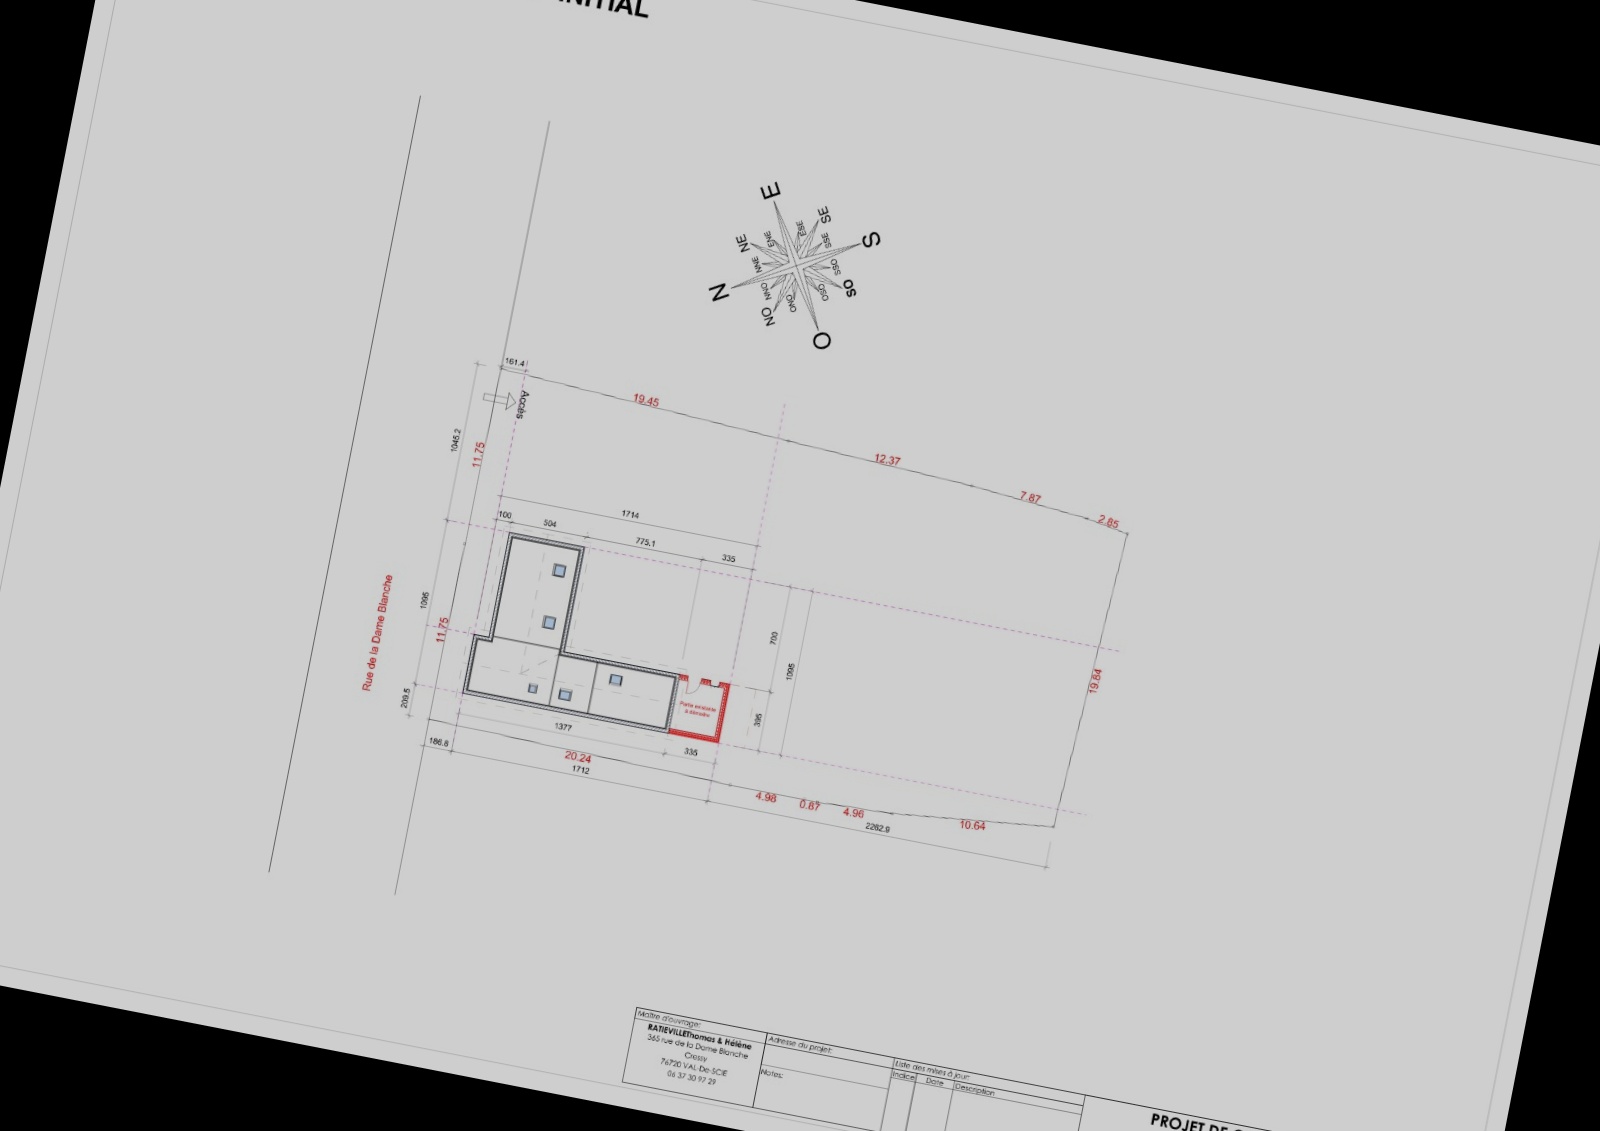 INITIAL
E
SE
ESE
NE
ENE
SSE
S
NNE
SSO
N
NNO
OSO
SO
NO
ONO
O
161.4
Accès
19.45
1045.2
11.75
12.37
7.87
2.85
1714
100
504
775.1
335
Rue de la Dame Blanche
1095
11.75
700
1095
19.64
209.5
Partie existante
à démolir
395
1377
335
186.8
20.24
1712
4.98
0.87
4.96
10.64
2262.9
Maître d'ouvrage:
RATIEVILLEThomas & Hélène
365 rue de la Dame Blanche
Cressy
76720 VAL-De-SCIE
06 37 30 97 29
Adresse du projet:
Notes:
Liste des mises à jour:
Indice Date Description
PROJET DE